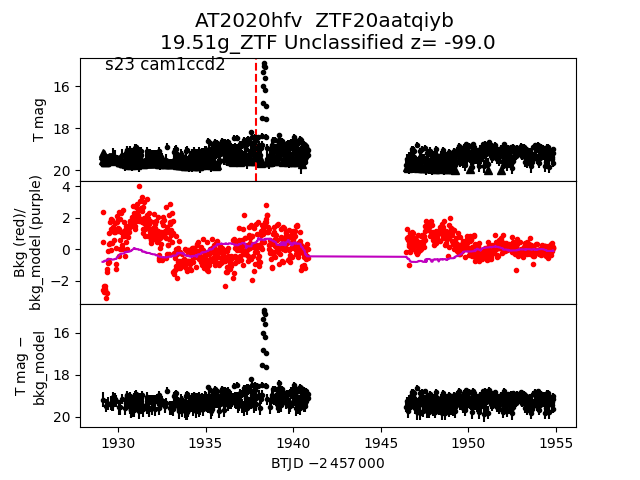 AT2020hfv ZTF20aatqiyb
19.51g_ZTF Unclassified z= -99.0
s23 cam1ccd2
T mag
16
18
20
Bkg (red)/
bkg_model (purple)
4
2
0
−2
T mag −
bkg_model
16
18
20
1930 1935 1940 1945 1950 1955
BTJD −2 457 000